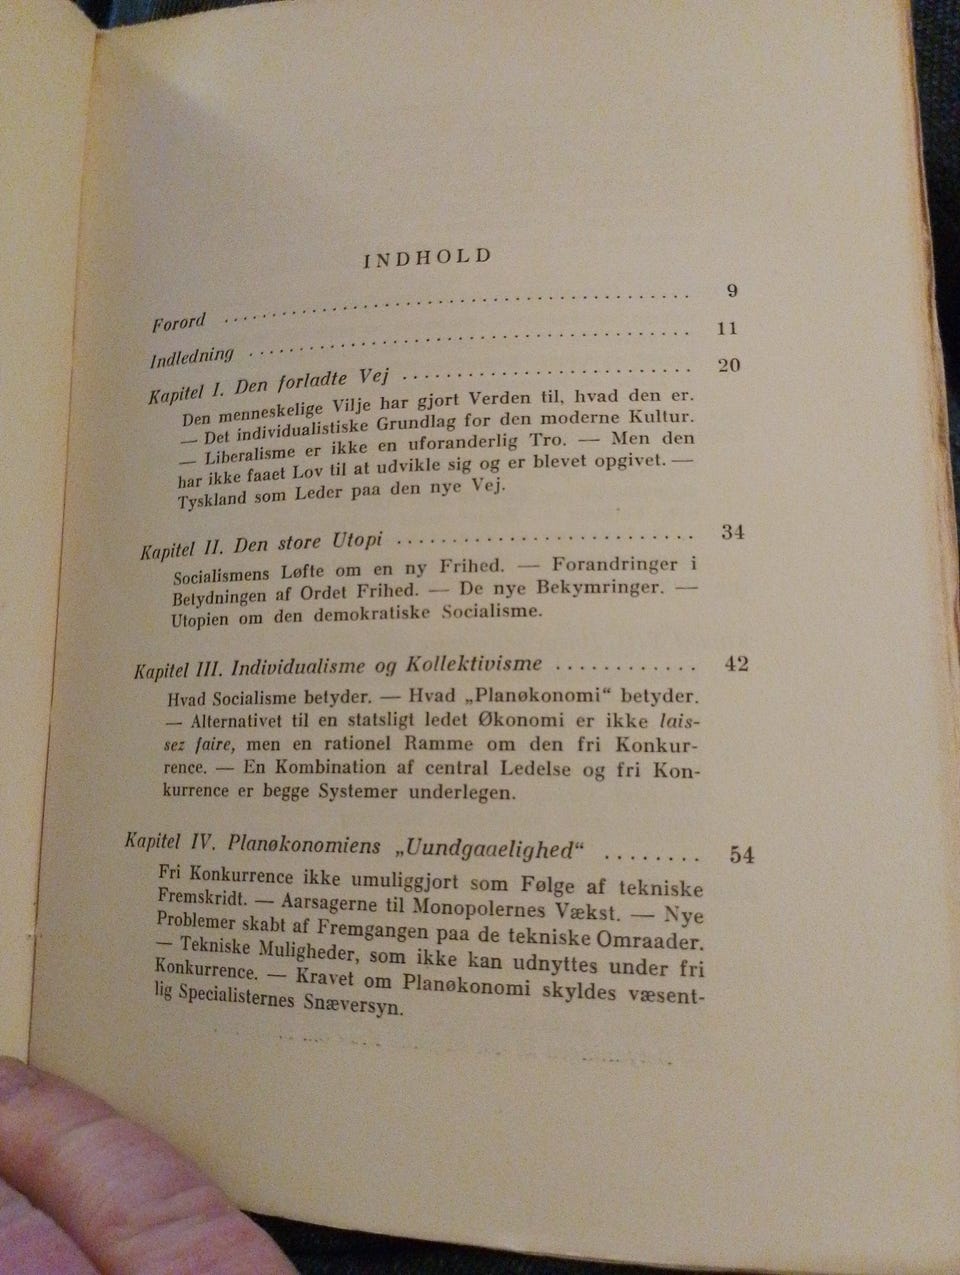 INDHOLD
Forord ........................................ 9
Indledning ........................................ 11
Kapitel I. Den forladte Vej ........................ 20
Den menneskelige Vilje har gjort Verden til, hvad den er.
— Det individualistiske Grundlag for den moderne Kultur.
— Liberalisme er ikke en uforanderlig Tro. — Men den
har ikke faaet Lov til at udvikle sig og er blevet opgivet. —
Tyskland som Leder paa den nye Vej.
Kapitel II. Den store Utopi ......................... 34
Socialismens Løfte om en ny Frihed. — Forandringer i
Betydningen af Ordet Frihed. — De nye Bekymringer. —
Utopien om den demokratiske Socialisme.
Kapitel III. Individualisme og Kollektivisme ............ 42
Hvad Socialisme betyder. — Hvad „Planøkonomi“ betyder.
— Alternativet til en statsligt ledet Økonomi er ikke lais-
sez faire, men en rationel Ramme om den fri Konkur-
rence. — En Kombination af central Ledelse og fri Kon-
kurrence er begge Systemer underlegen.
Kapitel IV. Planøkonomiens „Uundgaaelighed“ ........ 54
Fri Konkurrence ikke umuliggjort som Følge af tekniske
Fremskridt. — Aarsagerne til Monopolernes Vækst. — Nye
Problemer skabt af Fremgangen paa de tekniske Omraader.
— Tekniske Muligheder, som ikke kan udnyttes under fri
Konkurrence. — Kravet om Planøkonomi skyldes væsent-
lig Specialisternes Snæversyn.